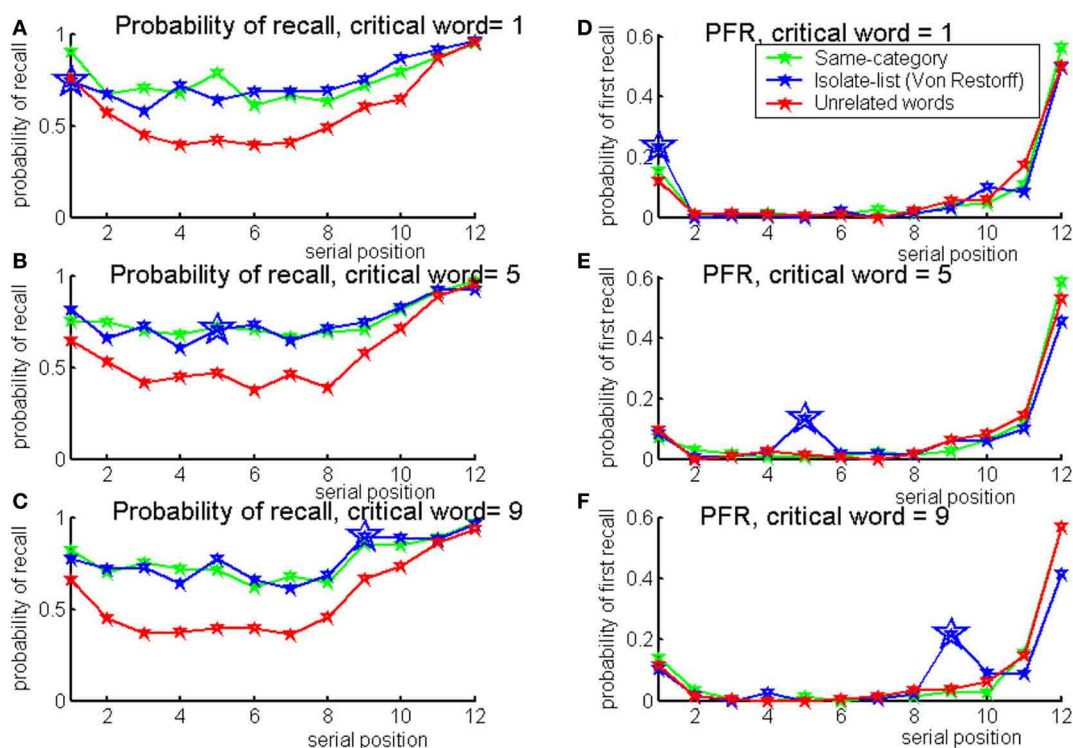 A
Probability of recall, critical word= 1
probability of recall
1
0.5
0
2 4 6 8 10 12
serial position
B
Probability of recall, critical word= 5
probability of recall
1
0.5
0
2 4 6 8 10 12
serial position
C
Probability of recall, critical word= 9
probability of recall
1
0.5
0
2 4 6 8 10 12
serial position
D
PFR, critical word = 1
Same-category
Isolate-list (Von Restorff)
Unrelated words
probability of first recall
0.6
0.4
0.2
0
2 4 6 8 10 12
serial position
E
PFR, critical word = 5
probability of first recall
0.6
0.4
0.2
0
2 4 6 8 10 12
serial position
F
PFR, critical word = 9
probability of first recall
0.6
0.4
0.2
0
2 4 6 8 10 12
serial position